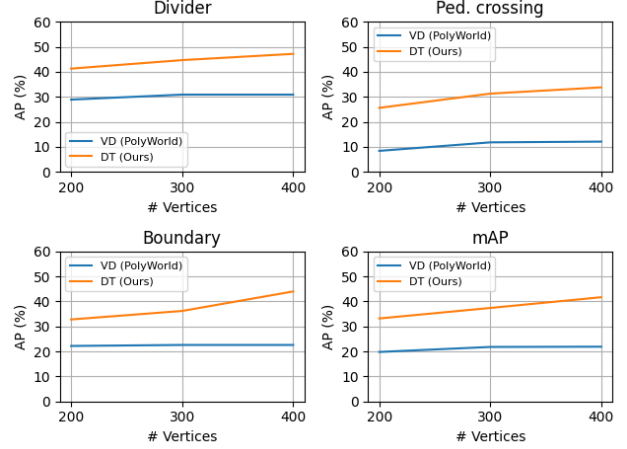 Divider
60
50
40
30
20
10
0
AP (%)
VD (PolyWorld)
DT (Ours)
200
300
400
# Vertices
Ped. crossing
60
50
40
30
20
10
0
AP (%)
VD (PolyWorld)
DT (Ours)
200
300
400
# Vertices
Boundary
60
50
40
30
20
10
0
AP (%)
VD (PolyWorld)
DT (Ours)
200
300
400
# Vertices
mAP
60
50
40
30
20
10
0
AP (%)
VD (PolyWorld)
DT (Ours)
200
300
400
# Vertices